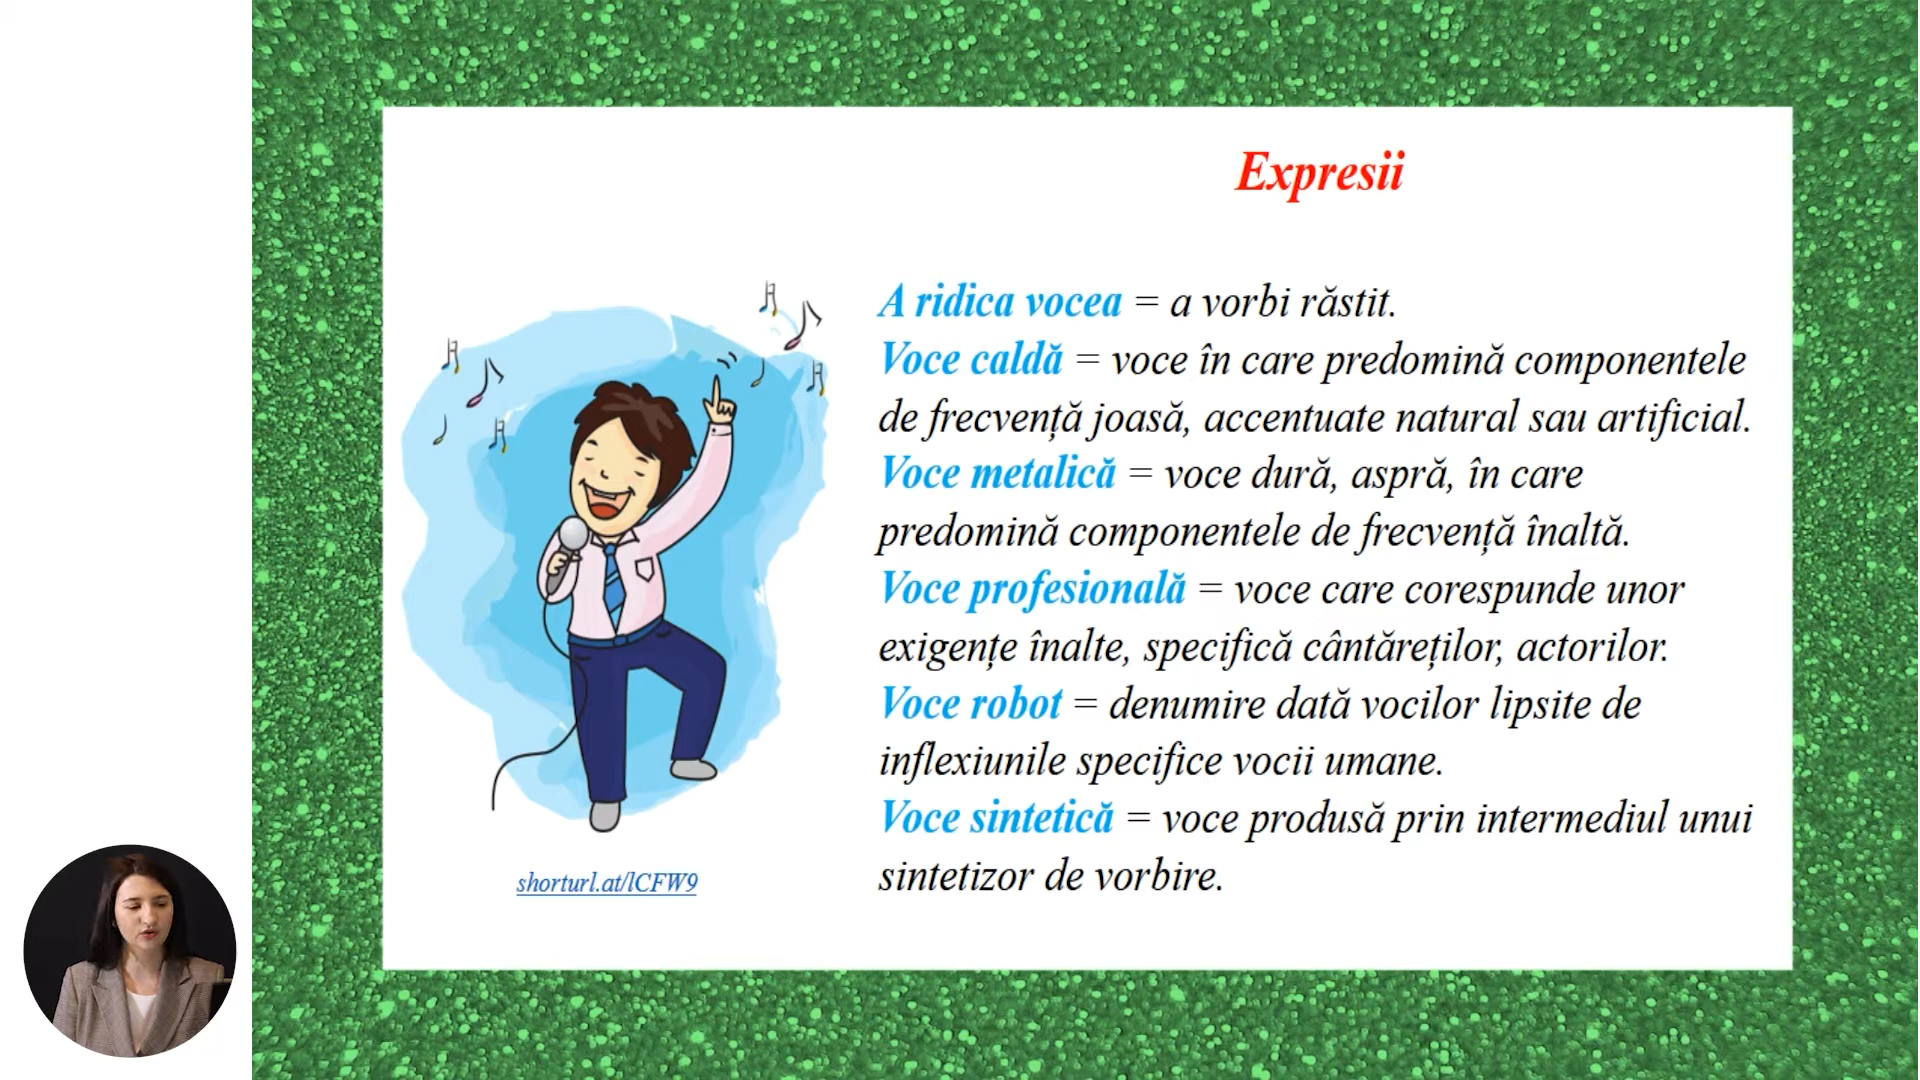 Expresii
A ridica vocea = a vorbi răstit.
Voce caldă = voce în care predomină componentele
de frecvență joasă, accentuate natural sau artificial.
Voce metalică = voce dură, aspră, în care
predomină componentele de frecvență înaltă.
Voce profesională = voce care corespunde unor
exigențe înalte, specifică cântăreților, actorilor.
Voce robot = denumire dată vocilor lipsite de
inflexiunile specifice vocii umane.
Voce sintetică = voce produsă prin intermediul unui
sintetizor de vorbire.
shorturl.at/lCFW9